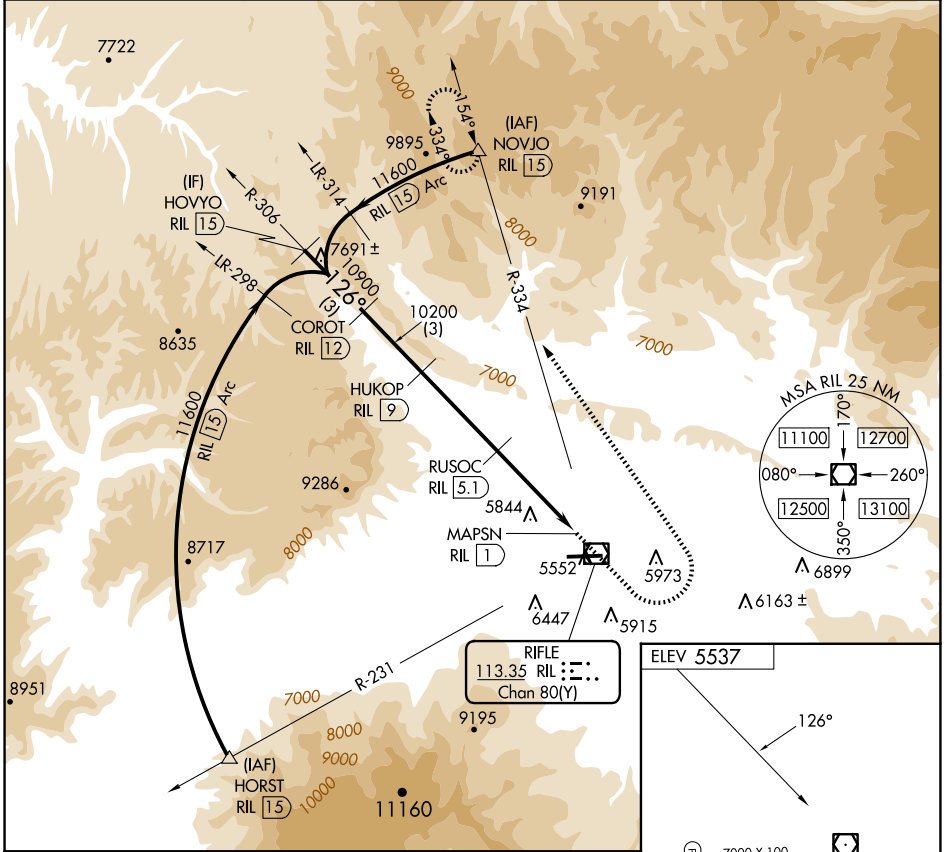 7722
9000
154°
334°
(IAF)
NOVJO
RIL 15
9895
11600
RIL 15 Arc
LR-314
9191
(IF)
HOVYO
RIL 15
R-306
8000
7691 ±
LR-298
10900
126°
(3)
R-334
10200
(3)
COROT
RIL 12
8635
7000
7000
HUKOP
RIL 9
11600
RIL 15 Arc
MSA RIL 25 NM
170°
11100
12700
080°
260°
12500
13100
350°
RUSOC
RIL 5.1
9286
5844
8000
MAPSN
RIL 1
8717
5552
5973
6899
6447
5915
6163 ±
RIFLE
113.35 RIL
Chan 80(Y)
ELEV 5537
R-231
8951
7000
8000
9195
126°
9000
(IAF)
HORST
RIL 15
10000
11160